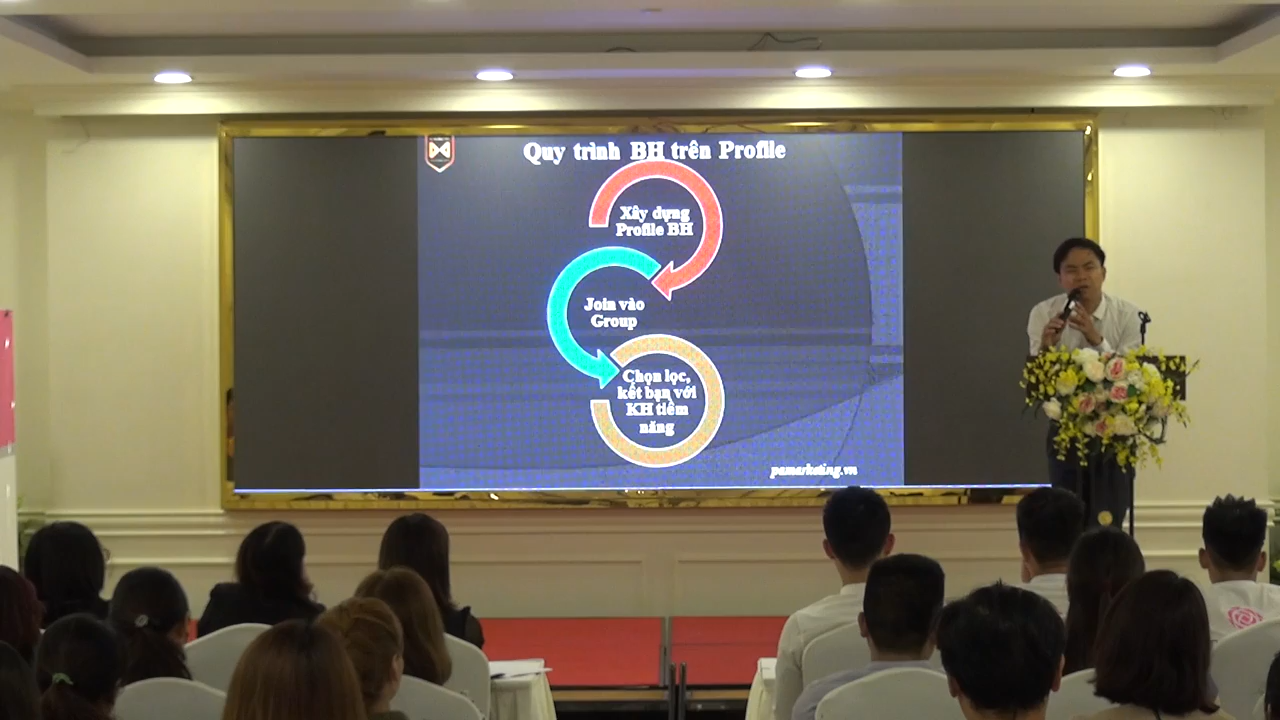 Quy trình BH trên Profile
Xây dựng
Profile BH
Join vào
Group
Chọn lọc,
kết bạn với
KH tiềm
năng
pamarketing.vn